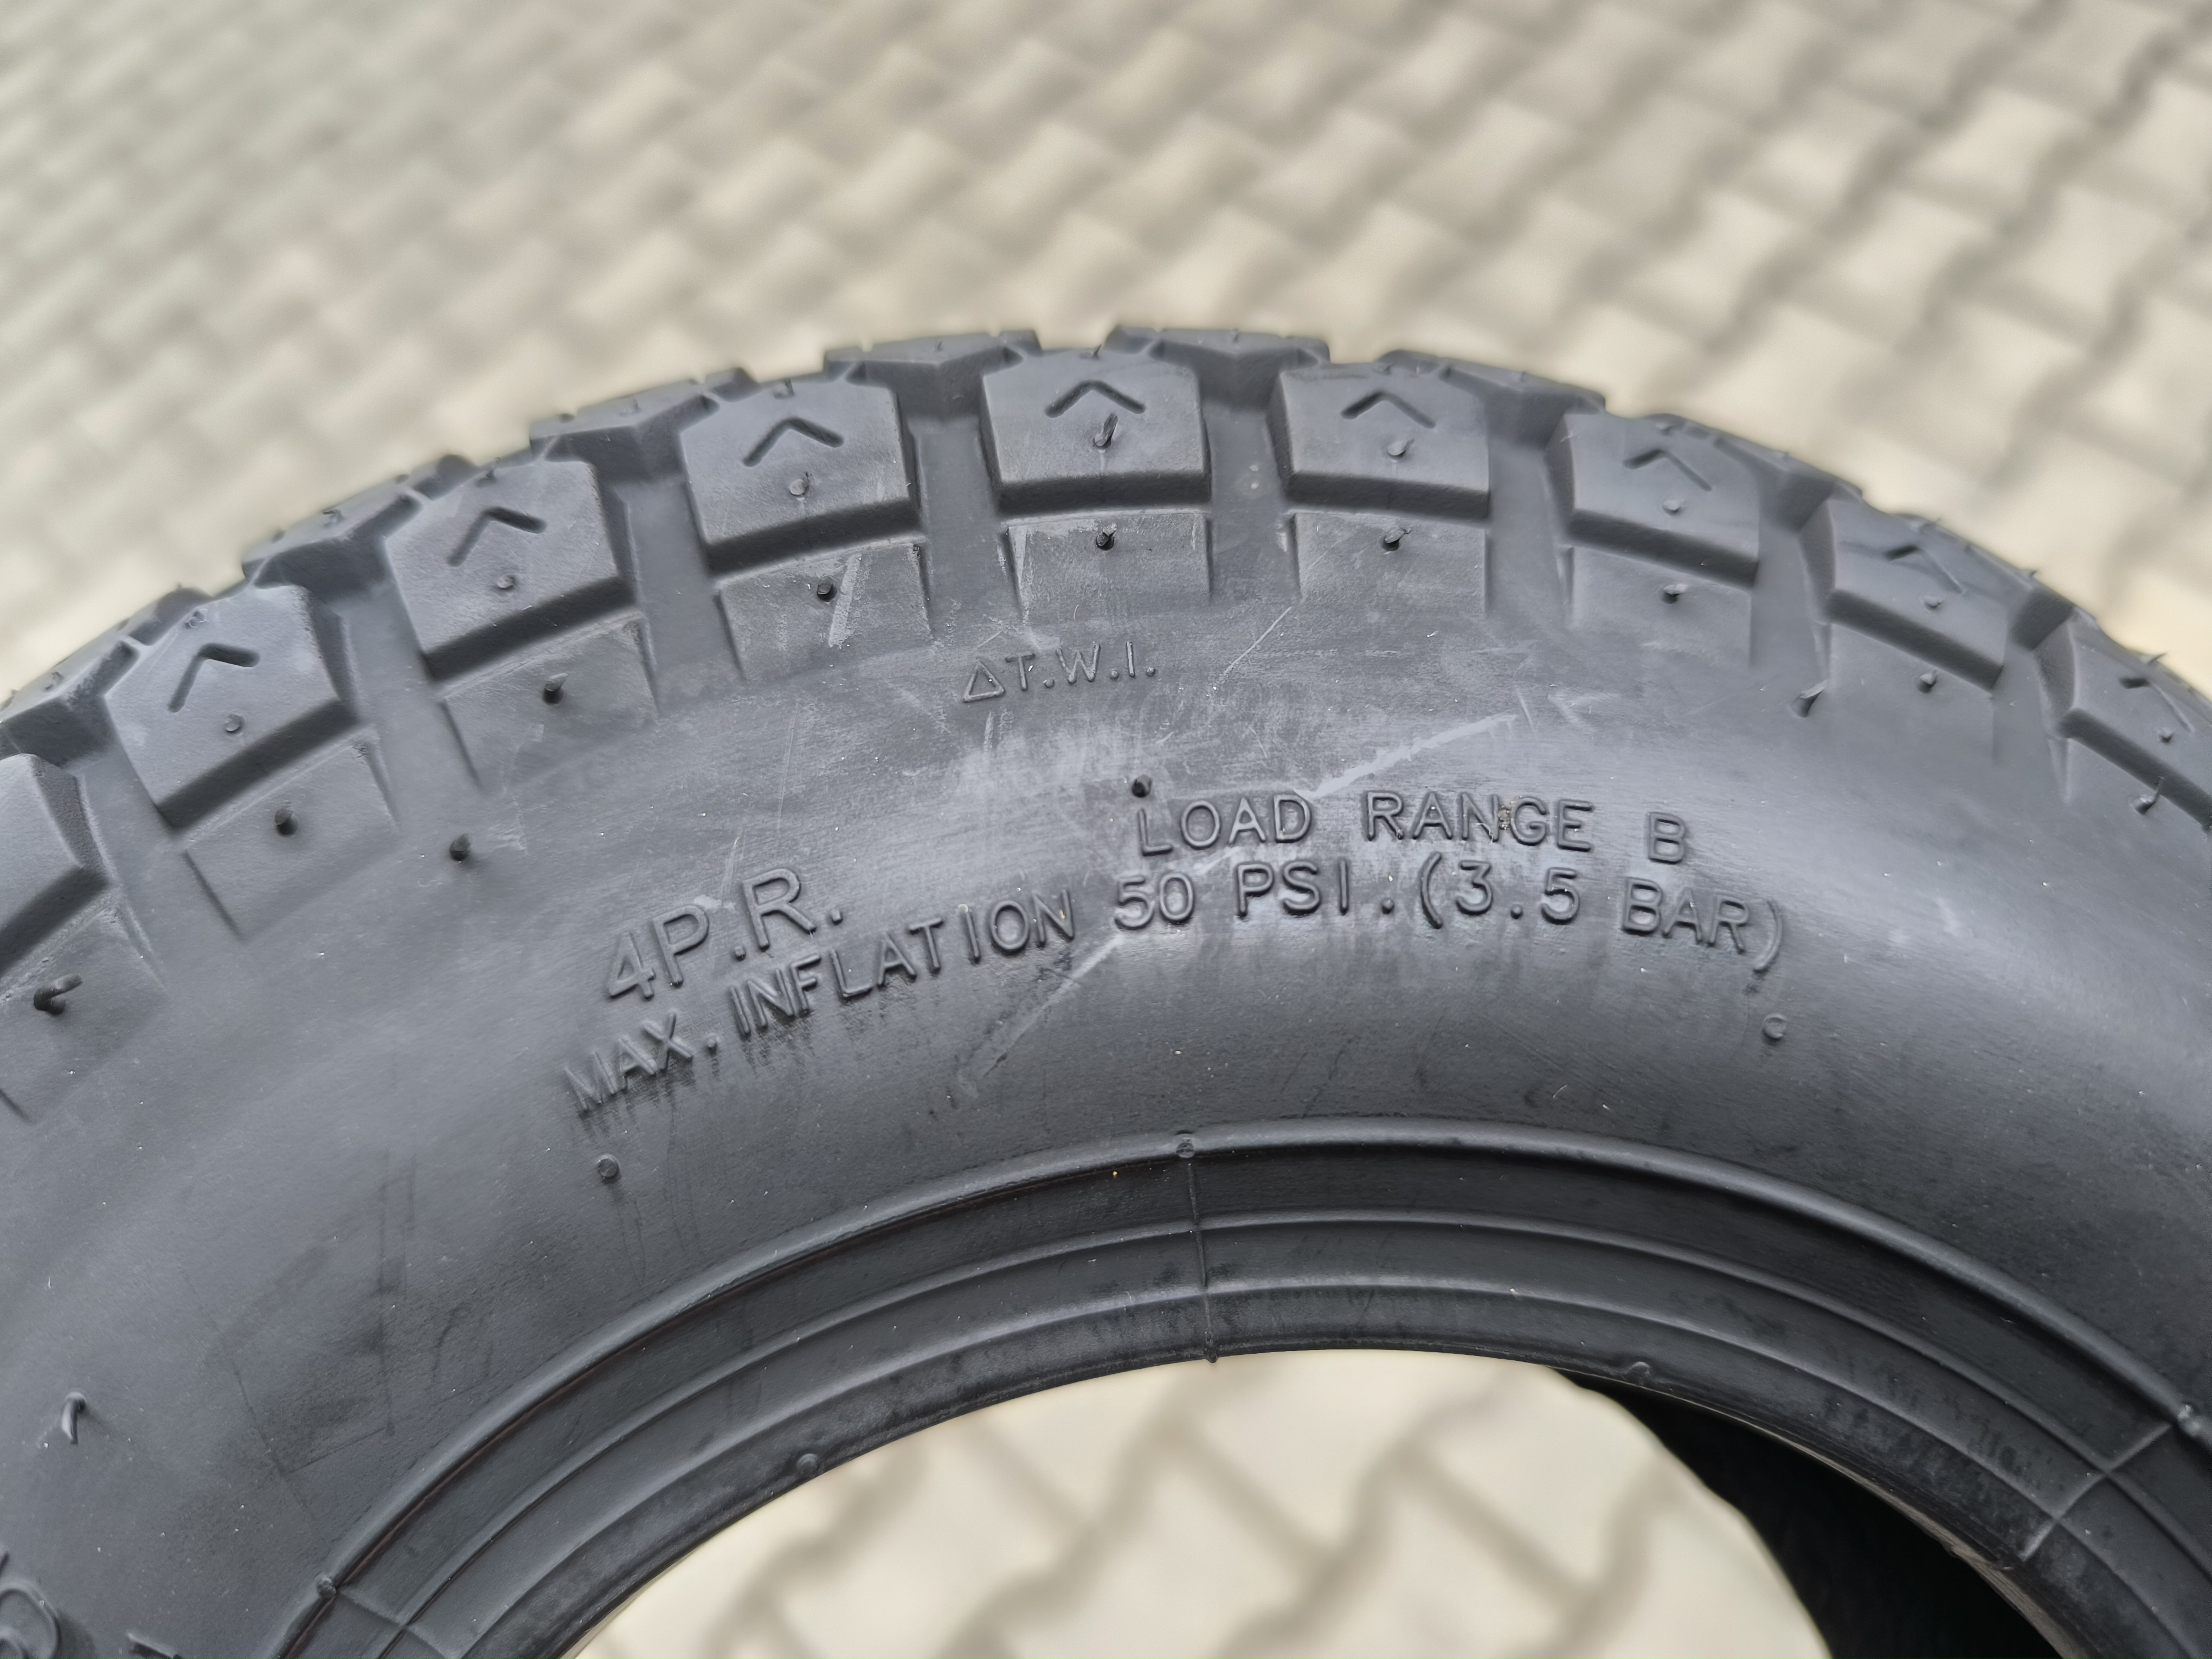 △T.W.I.
LOAD RANGE B
4P.R.
MAX. INFLATION 50 PSI. (3.5 BAR)